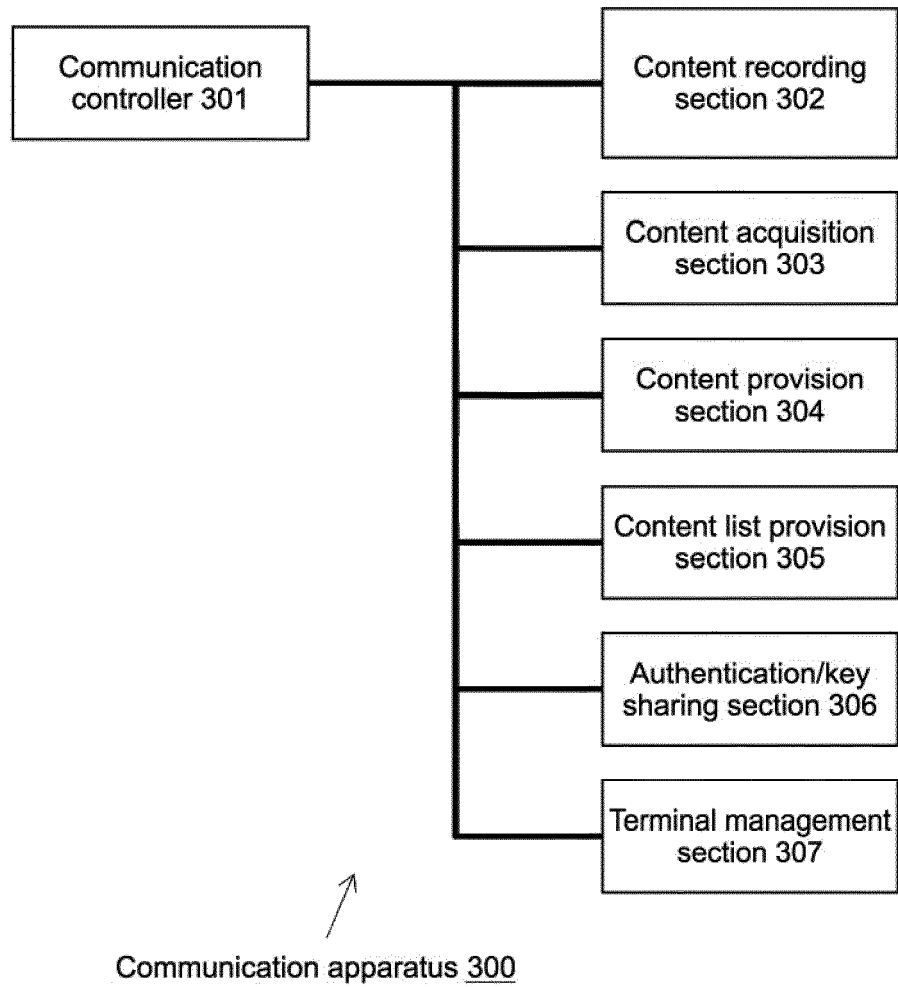 Communication
controller 301
Content recording
section 302
Content acquisition
section 303
Content provision
section 304
Content list provision
section 305
Authentication/key
sharing section 306
Terminal management
section 307
Communication apparatus 300